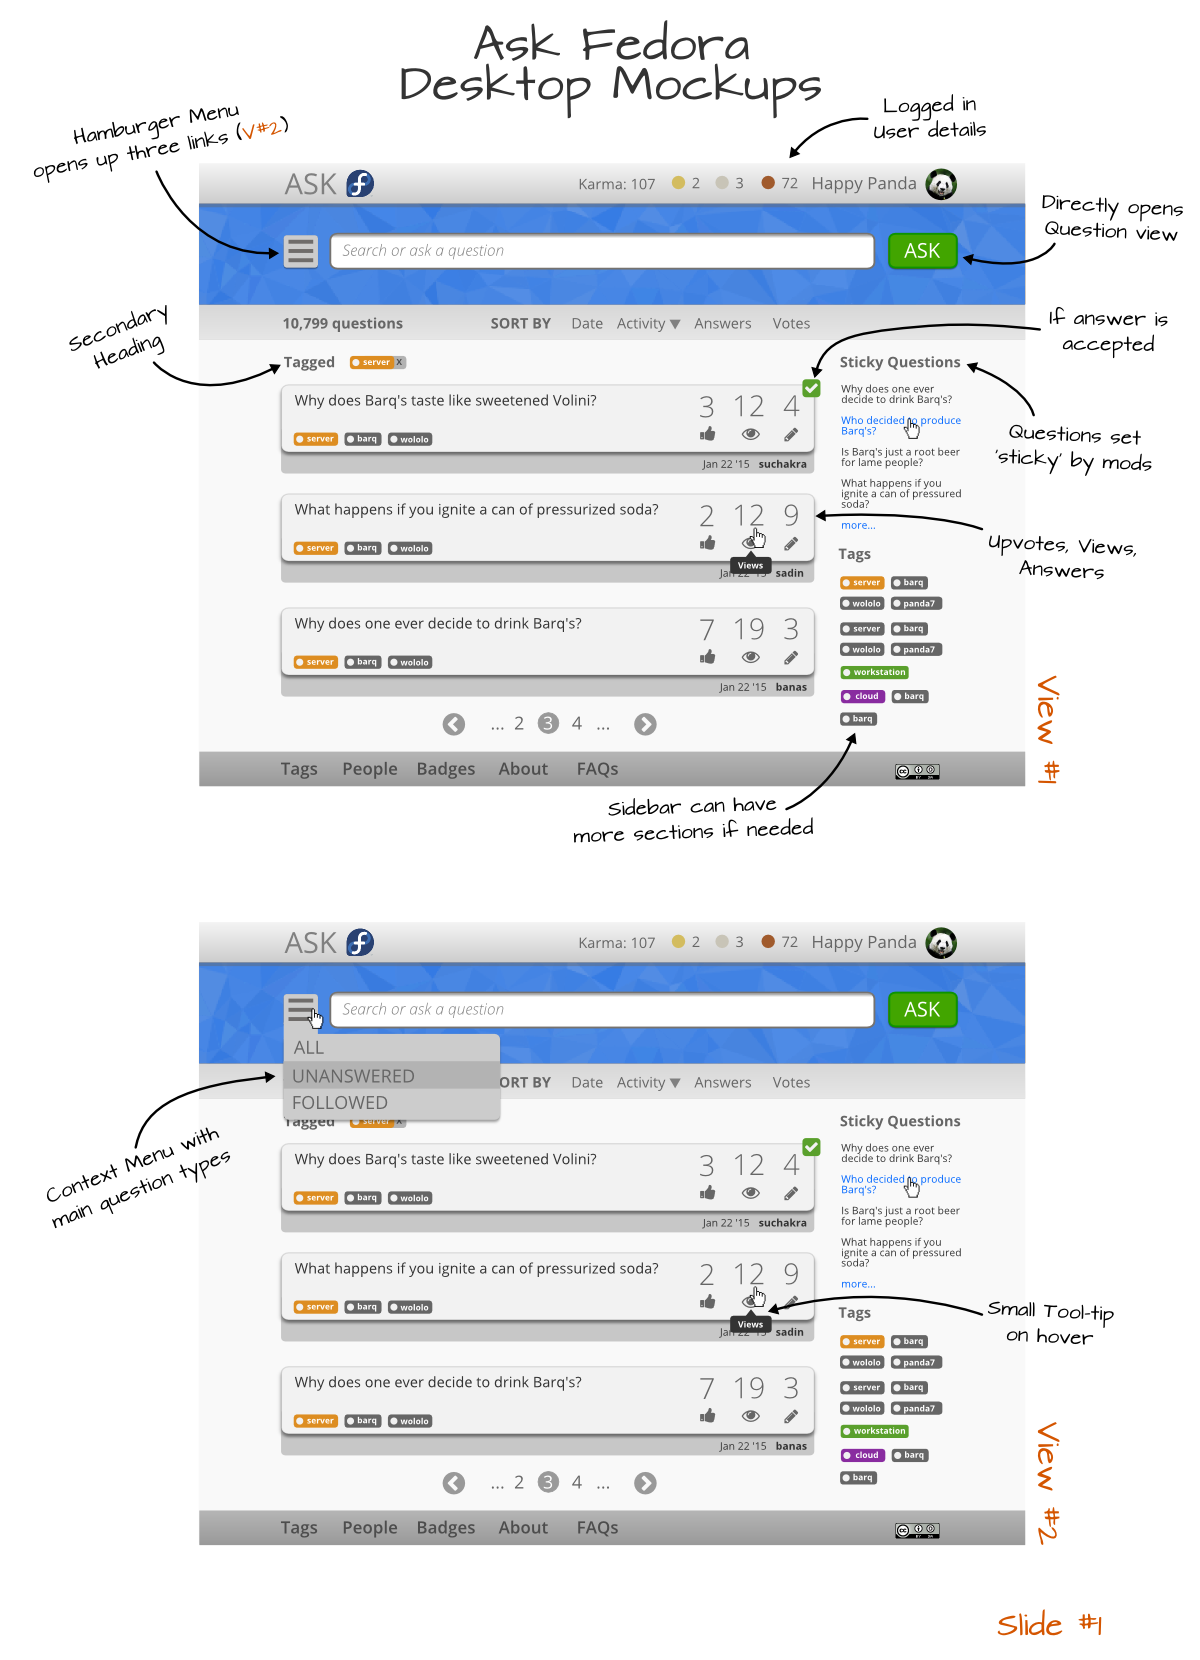 Ask Fedora
Desktop Mockups
Hamburger Menu
opens up three links (V#2)
Logged in
User details
ASK
Karma: 107 2 3 72 Happy Panda
Directly opens
Question view
Search or ask a question
ASK
Secondary
Heading
10,799 questions SORT BY Date Activity ▼ Answers Votes
If answer is
accepted
Tagged server x
Why does Barq's taste like sweetened Volini?
3 12 4
server barq wololo
Jan 22 '15 suchakra
What happens if you ignite a can of pressurized soda?
2 12 9
server barq wololo
Views
Jan 22 '15 sadin
Why does one ever decide to drink Barq's?
7 19 3
server barq wololo
Jan 22 '15 banas
... 2 3 4 ...
Sticky Questions
Why does one ever
decide to drink Barq's?
Who decided to produce
Barq's?
Is Barq's just a root beer
for lame people?
What happens if you
ignite a can of pressured
soda?
more...
Questions set
'sticky' by mods
Upvotes, Views,
Answers
Tags
server barq
wololo panda7
server barq
wololo panda7
workstation
cloud barq
barq
View #1
Tags People Badges About FAQs
cc BY SA
Sidebar can have
more sections if needed
ASK
Karma: 107 2 3 72 Happy Panda
Search or ask a question
ASK
ALL
UNANSWERED
FOLLOWED
ORT BY Date Activity ▼ Answers Votes
Context Menu with
main question types
Tagged server x
Why does Barq's taste like sweetened Volini?
3 12 4
server barq wololo
Jan 22 '15 suchakra
What happens if you ignite a can of pressurized soda?
2 12 9
server barq wololo
Views
Jan 22 '15 sadin
Why does one ever decide to drink Barq's?
7 19 3
server barq wololo
Jan 22 '15 banas
... 2 3 4 ...
Sticky Questions
Why does one ever
decide to drink Barq's?
Who decided to produce
Barq's?
Is Barq's just a root beer
for lame people?
What happens if you
ignite a can of pressured
soda?
more...
Small Tool-tip
on hover
Tags
server barq
wololo panda7
server barq
wololo panda7
workstation
cloud barq
barq
View #2
Tags People Badges About FAQs
cc BY SA
Slide #1